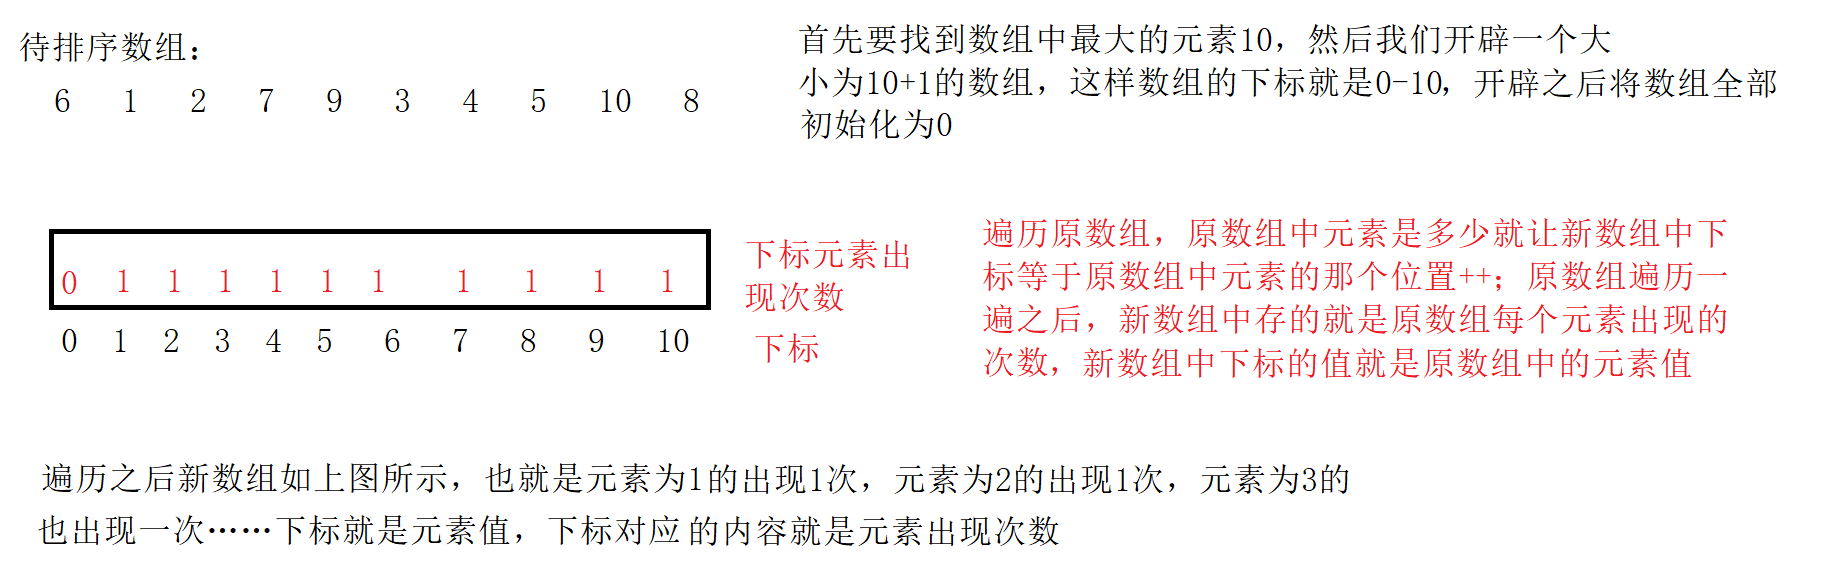 待排序数组：
6 1 2 7 9 3 4 5 10 8
首先要找到数组中最大的元素10，然后我们开辟一个大
小为10+1的数组，这样数组的下标就是0-10，开辟之后将数组全部
初始化为0
0 1 1 1 1 1 1 1 1 1 1
0 1 2 3 4 5 6 7 8 9 10
下标元素出
现次数
下标
遍历原数组，原数组中元素是多少就让新数组中下
标等于原数组中元素的那个位置++；原数组遍历一
遍之后，新数组中存的就是原数组每个元素出现的
次数，新数组中下标的值就是原数组中的元素值
遍历之后新数组如上图所示，也就是元素为1的出现1次，元素为2的出现1次，元素为3的
也出现一次……下标就是元素值，下标对应的内容就是元素出现次数